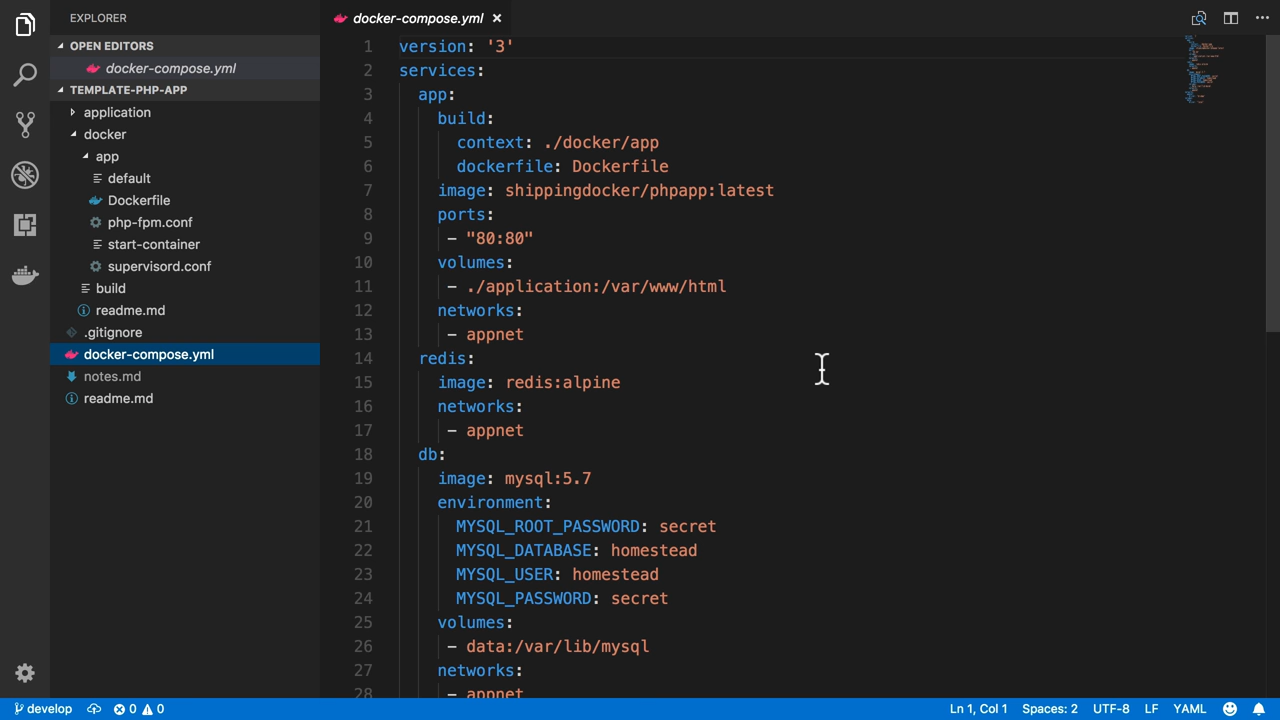 EXPLORER
OPEN EDITORS
docker-compose.yml
TEMPLATE-PHP-APP
application
docker
app
default
Dockerfile
php-fpm.conf
start-container
supervisord.conf
build
readme.md
.gitignore
docker-compose.yml
notes.md
readme.md
docker-compose.yml
1 version: '3'
2 services:
3 app:
4 build:
5 context: ./docker/app
6 dockerfile: Dockerfile
7 image: shippingdocker/phpapp:latest
8 ports:
9 - "80:80"
10 volumes:
11 - ./application:/var/www/html
12 networks:
13 - appnet
14 redis:
15 image: redis:alpine
16 networks:
17 - appnet
18 db:
19 image: mysql:5.7
20 environment:
21 MYSQL_ROOT_PASSWORD: secret
22 MYSQL_DATABASE: homestead
23 MYSQL_USER: homestead
24 MYSQL_PASSWORD: secret
25 volumes:
26 - data:/var/lib/mysql
27 networks:
28 - appnet
develop 0 0 Ln 1, Col 1 Spaces: 2 UTF-8 LF YAML